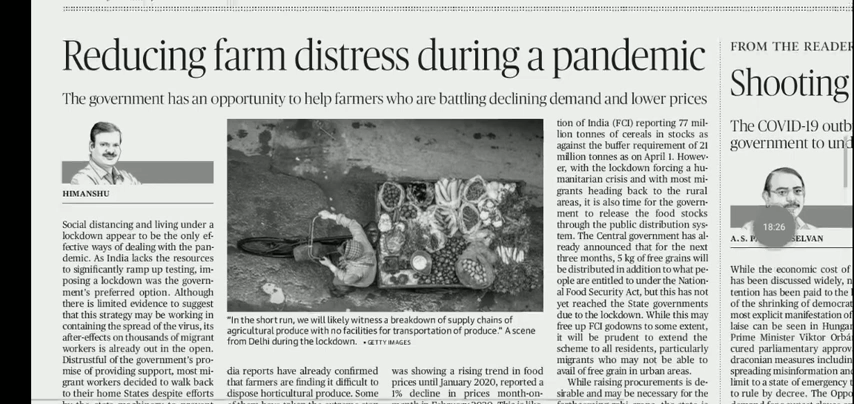 Reducing farm distress during a pandemic
The government has an opportunity to help farmers who are battling declining demand and lower prices
HIMANSHU
Social distancing and living under a
lockdown appear to be the only ef-
fective ways of dealing with the pan-
demic. As India lacks the resources
to significantly ramp up testing, im-
posing a lockdown was the govern-
ment's preferred option. Although
there is limited evidence to suggest
that this strategy may be working in
containing the spread of the virus, its
after-effects on thousands of migrant
workers is already out in the open.
Distrustful of the government's pro-
mise of providing support, most mi-
grant workers decided to walk back
to their home States despite efforts
by the state machinery to prevent
"In the short run, we will likely witness a breakdown of supply chains of
agricultural produce with no facilities for transportation of produce." A scene
from Delhi during the lockdown. • GETTY IMAGES
dia reports have already confirmed
that farmers are finding it difficult to
dispose horticultural produce. Some
was showing a rising trend in food
prices until January 2020, reported a
1% decline in prices month-on-
tion of India (FCI) reporting 77 mil-
lion tonnes of cereals in stocks as
against the buffer requirement of 21
million tonnes as on April 1. Howev-
er, with the lockdown forcing a hu-
manitarian crisis and with most mi-
grants heading back to the rural
areas, it is also time for the govern-
ment to release the food stocks
through the public distribution sys-
tem. The Central government has al-
ready announced that for the next
three months, 5 kg of free grains will
be distributed in addition to what peo-
ple are entitled to under the Nation-
al Food Security Act, but this has not
yet reached the State governments
due to the lockdown. While this may
free up FCI godowns to some extent,
it will be prudent to extend the
scheme to all residents, particularly
migrants who may not be able to
avail of free grain in urban areas.
While raising procurements is de-
sirable and may be necessary for the
FROM THE READER
Shooting
The COVID-19 outb
government to und
18:26
A. S. P SELVAN
While the economic cost of
has been discussed widely, n
tention has been paid to the
of the shrinking of democrat
most explicit manifestation of
laise can be seen in Hungar
Prime Minister Viktor Orbá
cured parliamentary approv
draconian measures including
spreading misinformation and
limit to a state of emergency t
to rule by decree. The Oppo